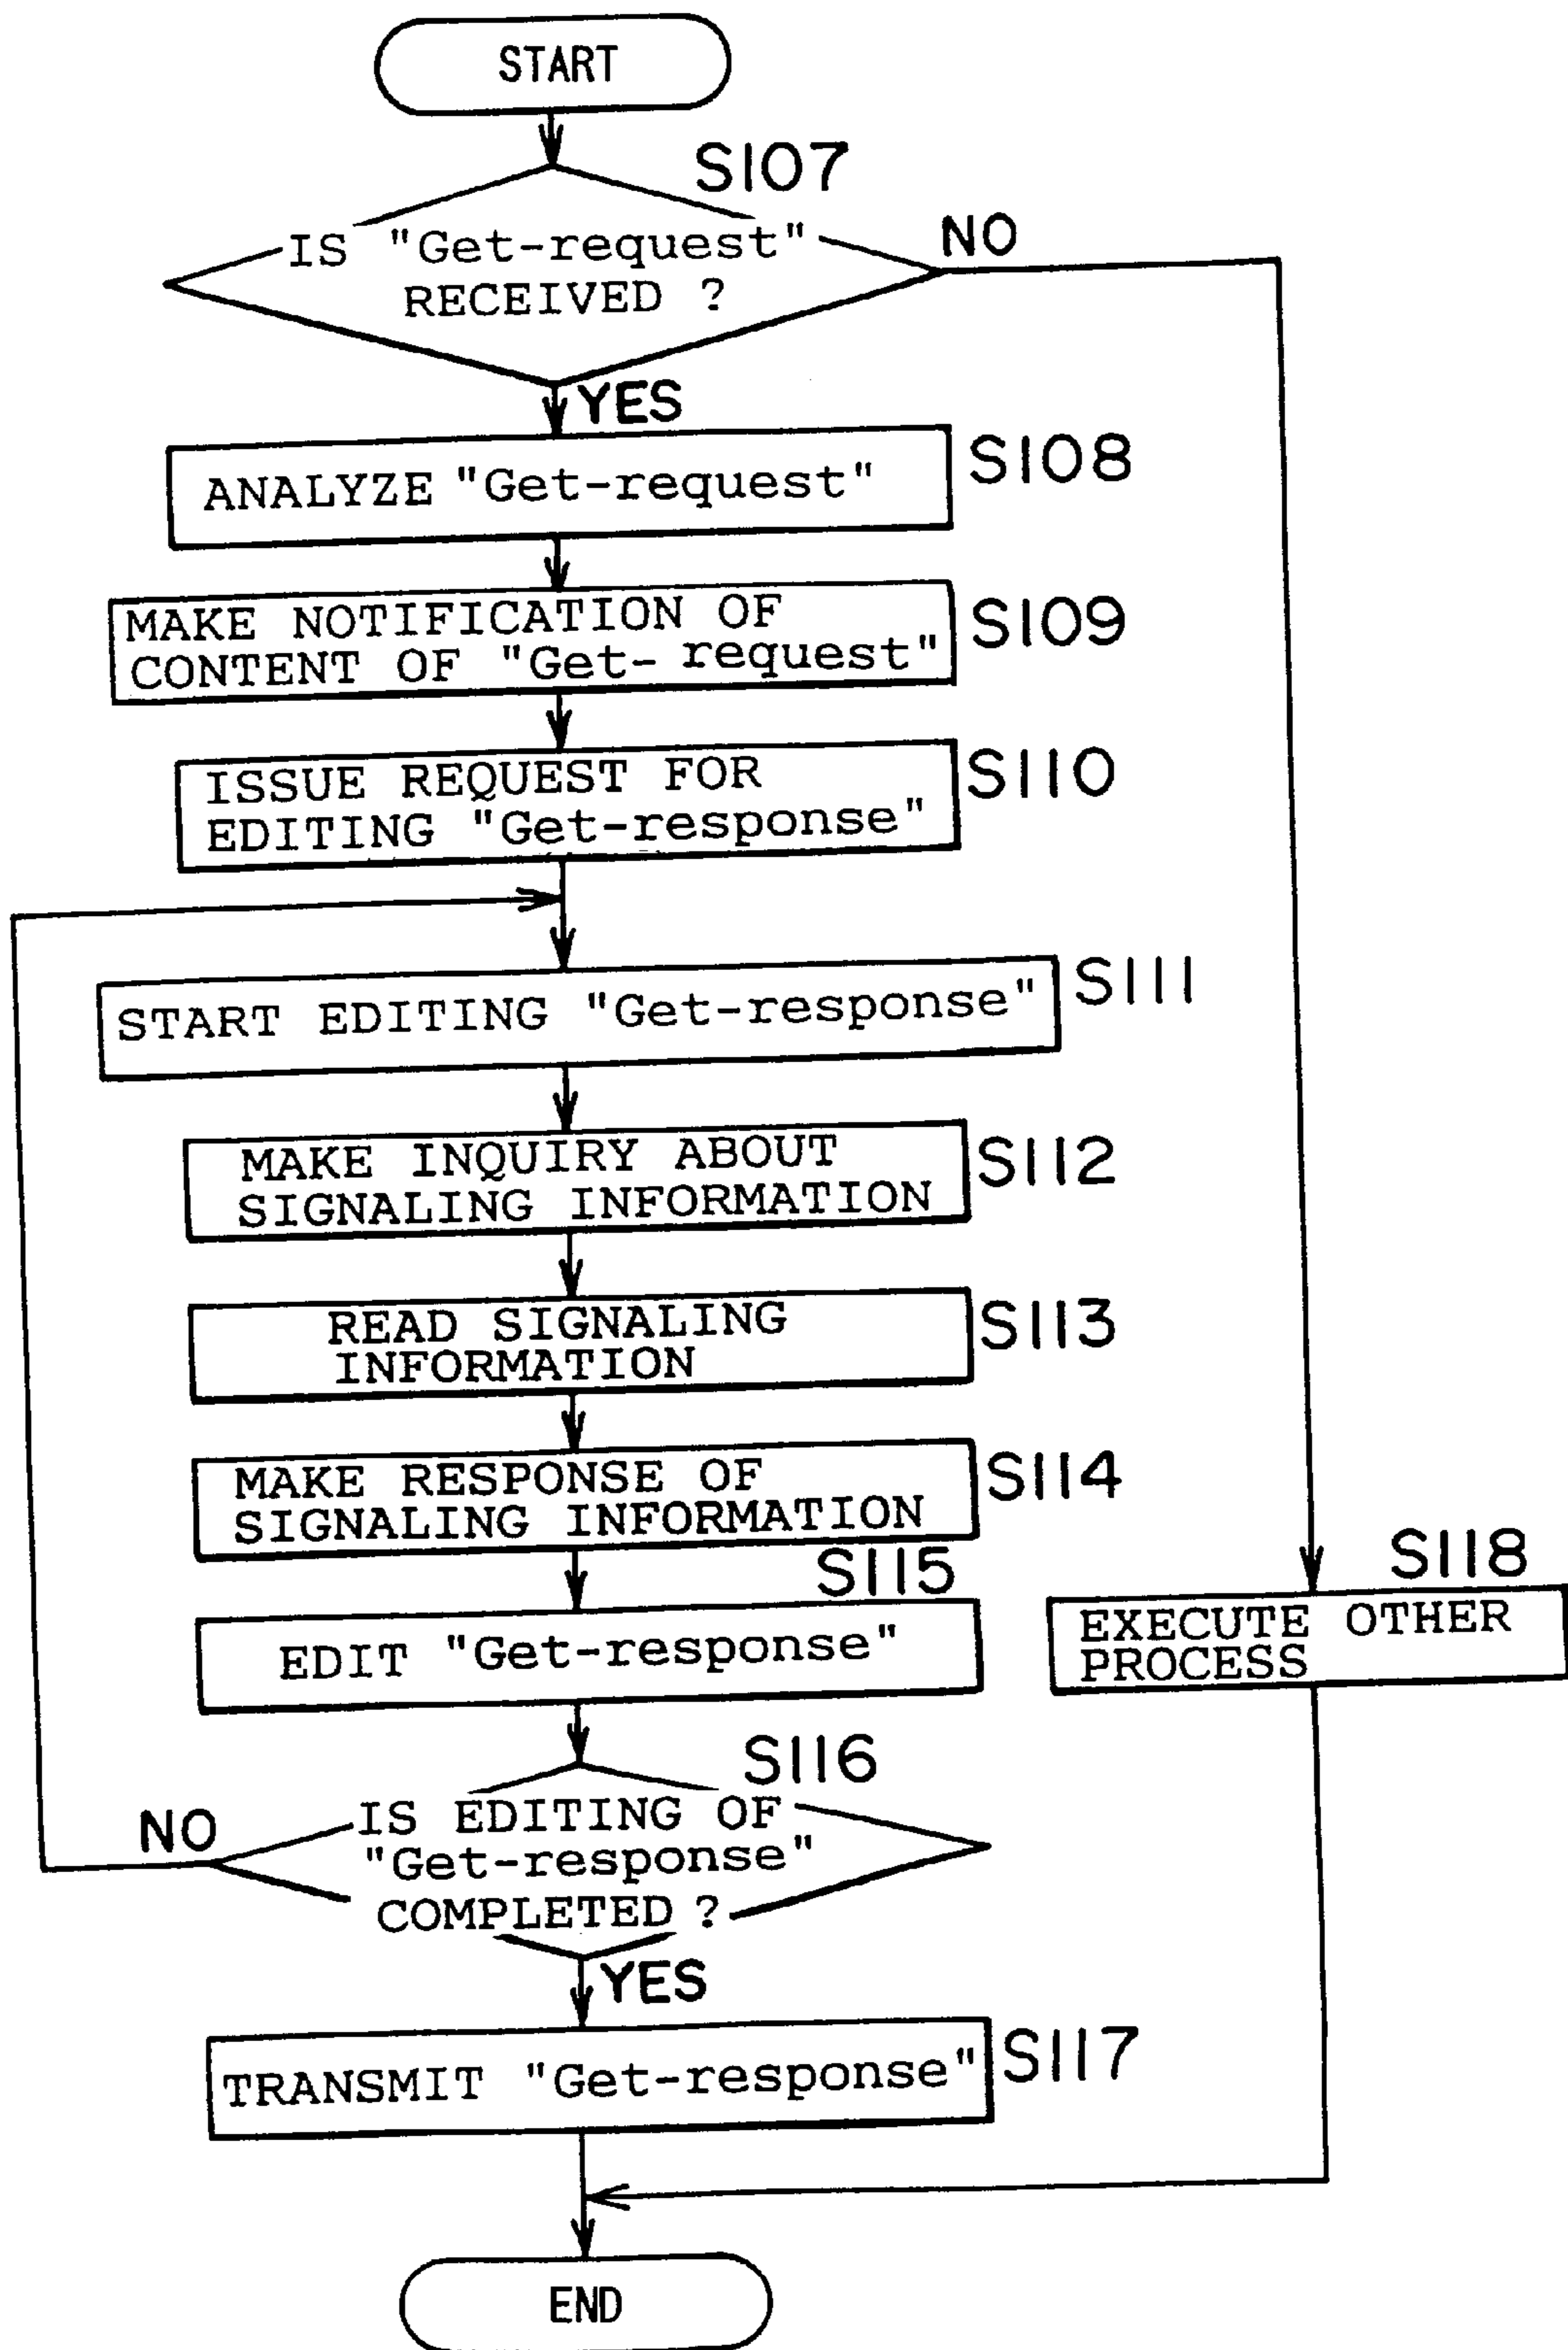 START
S107
IS "Get-request"
RECEIVED ?
NO
YES
ANALYZE "Get-request"
S108
MAKE NOTIFICATION OF
CONTENT OF "Get- request"
S109
ISSUE REQUEST FOR
EDITING "Get-response"
S110
START EDITING "Get-response"
S111
MAKE INQUIRY ABOUT
SIGNALING INFORMATION
S112
READ SIGNALING
INFORMATION
S113
MAKE RESPONSE OF
SIGNALING INFORMATION
S114
S115
EDIT "Get-response"
S118
EXECUTE OTHER
PROCESS
S116
IS EDITING OF
"Get-response"
COMPLETED ?
NO
YES
TRANSMIT "Get-response"
S117
END